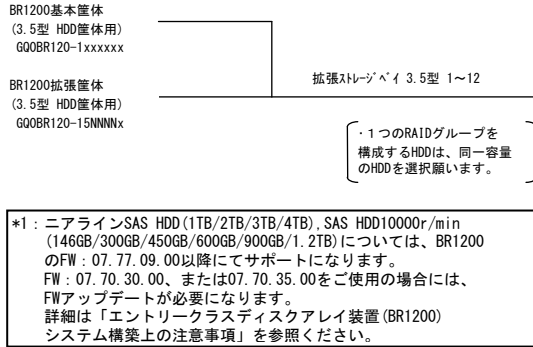 BR1200基本筐体
(3.5型 HDD筐体用)
GQOBR120-1xxxxxx
BR1200拡張筐体
(3.5型 HDD筐体用)
GQOBR120-15NNNNx
拡張ｽﾄﾚｰｼﾞﾍﾞｲ 3.5型 1～12
・１つのRAIDグループを
構成するHDDは、同一容量
のHDDを選択願います。
*1：ニアラインSAS HDD(1TB/2TB/3TB/4TB),SAS HDD10000r/min
(146GB/300GB/450GB/600GB/900GB/1.2TB)については、BR1200
のFW：07.77.09.00以降にてサポートになります。
FW：07.70.30.00、または07.70.35.00をご使用の場合には、
FWアップデートが必要になります。
詳細は「エントリークラスディスクアレイ装置(BR1200)
システム構築上の注意事項」を参照ください。